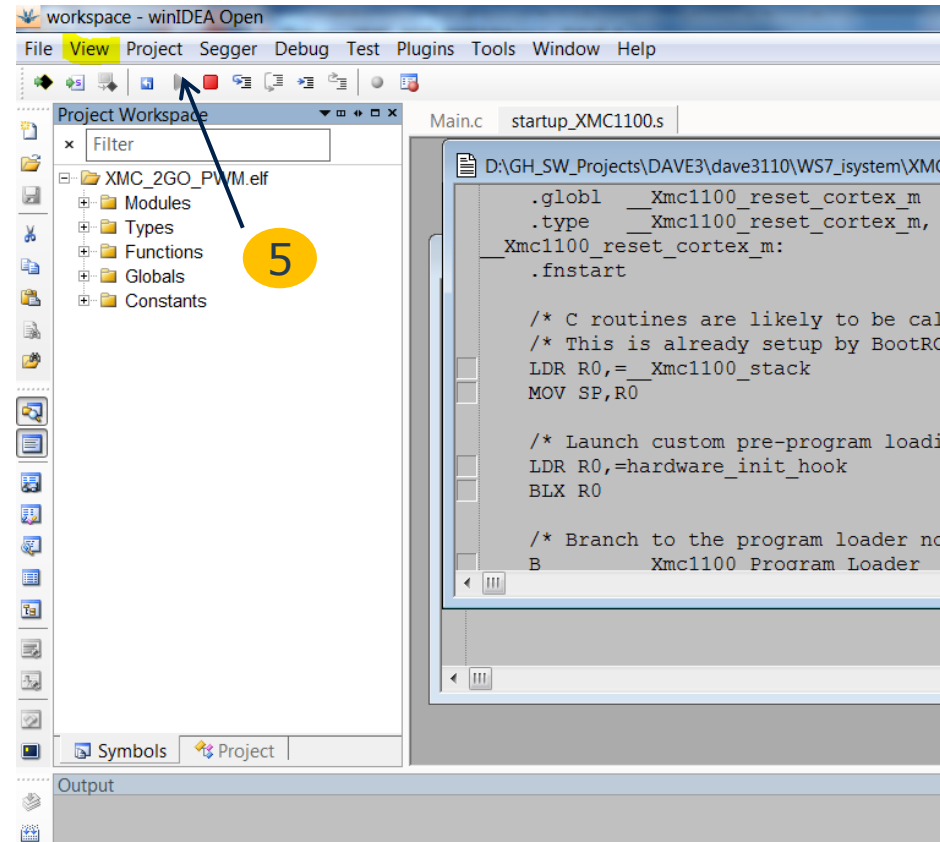 workspace - winIDEA Open
File View Project Segger Debug Test Plugins Tools Window Help
Project Workspace
Main.c startup_XMC1100.s
Filter
XMC_2GO_PWM.elf
Modules
Types
Functions
Globals
Constants
5
D:\GH_SW_Projects\DAVE3\dave3110\WS7_isystem\XMC
.globl __Xmc1100_reset_cortex_m
.type __Xmc1100_reset_cortex_m,
__Xmc1100_reset_cortex_m:
.fnstart
/* C routines are likely to be cal
/* This is already setup by BootRO
LDR R0,=__Xmc1100_stack
MOV SP,R0
/* Launch custom pre-program loadi
LDR R0,=hardware_init_hook
BLX R0
/* Branch to the program loader no
B __Xmc1100_Program_Loader
Symbols Project
Output